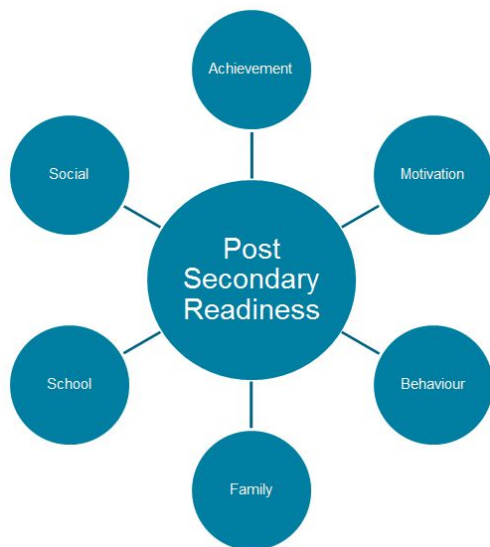 Achievement
Social
Motivation
Post
Secondary
Readiness
School
Behaviour
Family